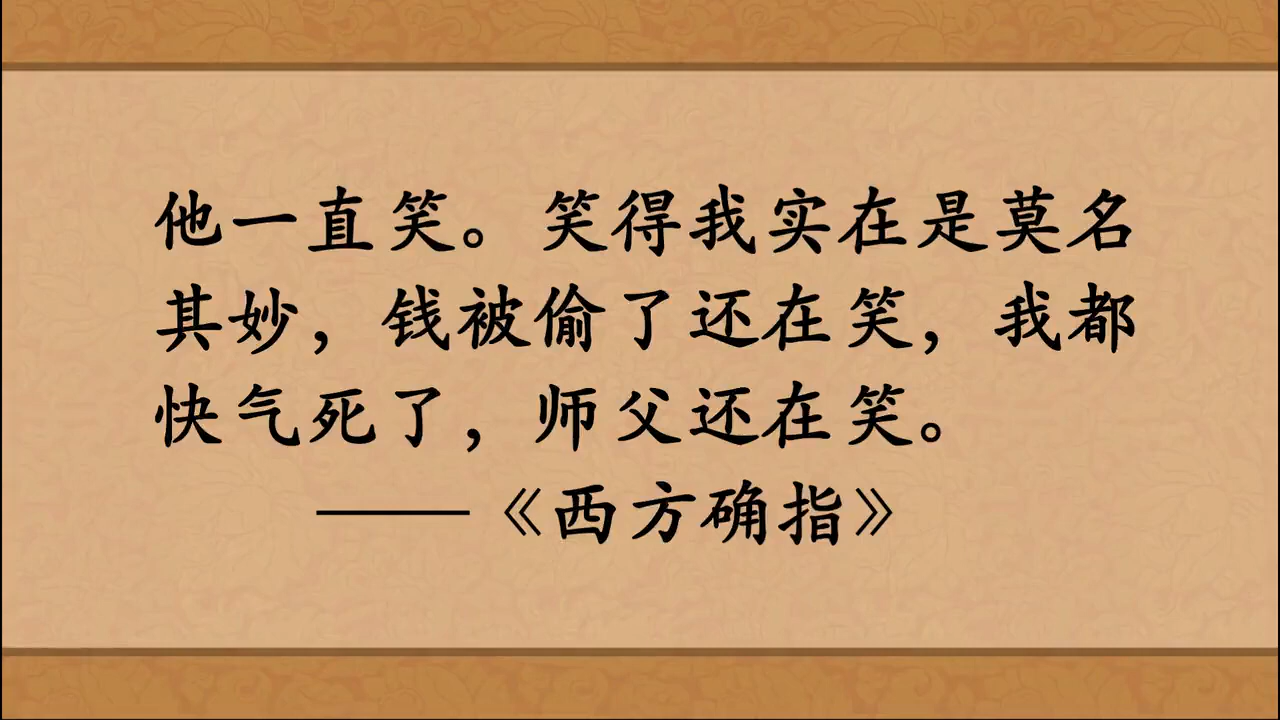 他一直笑。笑得我实在是莫名
其妙，钱被偷了还在笑，我都
快气死了，师父还在笑。
——《西方确指》